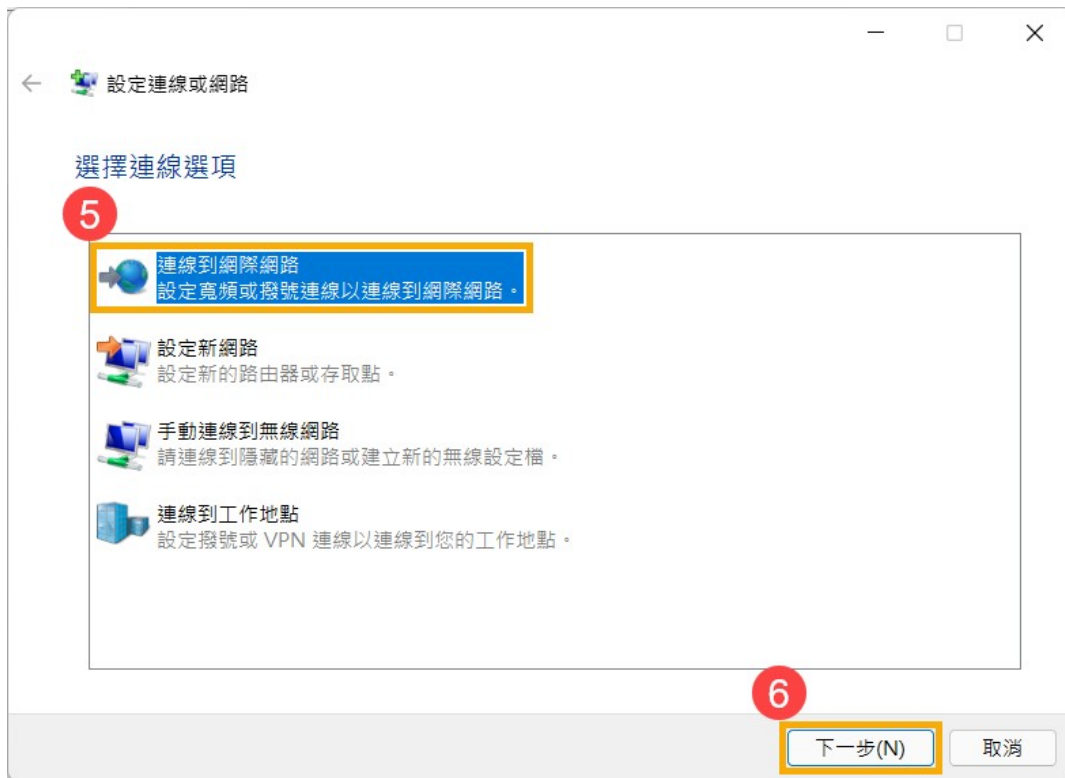 設定連線或網路
選擇連線選項
5
連線到網際網路
設定寬頻或撥號連線以連線到網際網路。
設定新網路
設定新的路由器或存取點。
手動連線到無線網路
請連線到隱藏的網路或建立新的無線設定檔。
連線到工作地點
設定撥號或 VPN 連線以連線到您的工作地點。
6
下一步(N)
取消